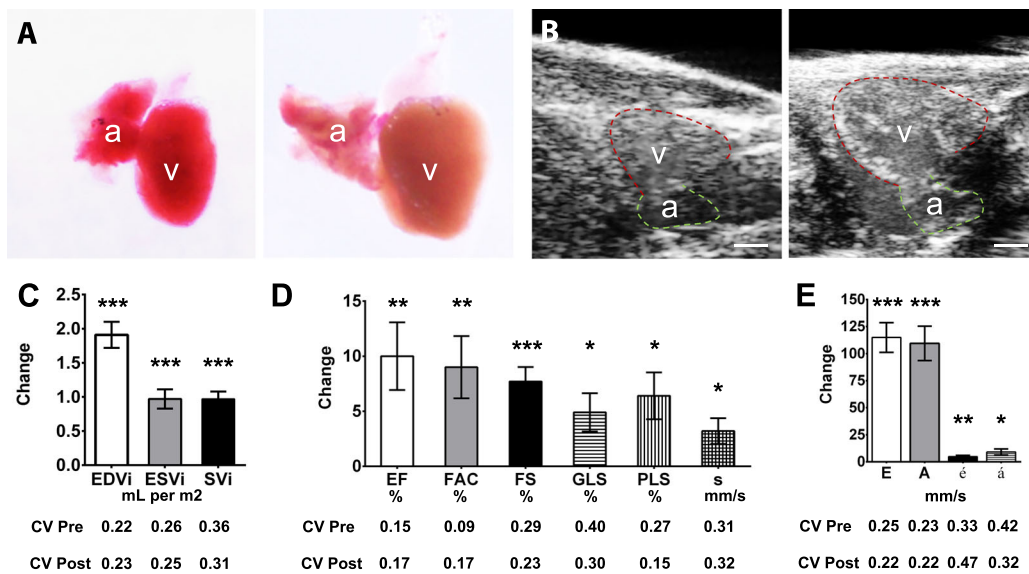 A
a
v
a
v
B
v
a
v
a
C
2.5
2.0
1.5
1.0
0.5
0.0
Change
***
***
***
EDVi ESVi SVi
mL per m2
CV Pre 0.22 0.26 0.36
CV Post 0.23 0.25 0.31
D
15
10
5
0
Change
**
**
***
*
*
*
EF FAC FS GLS PLS s
% % % % % mm/s
CV Pre 0.15 0.09 0.29 0.40 0.27 0.31
CV Post 0.17 0.17 0.23 0.30 0.15 0.32
E
150
125
100
75
50
25
0
Change
***
***
**
*
E A é á
mm/s
CV Pre 0.25 0.23 0.33 0.42
CV Post 0.22 0.22 0.47 0.32